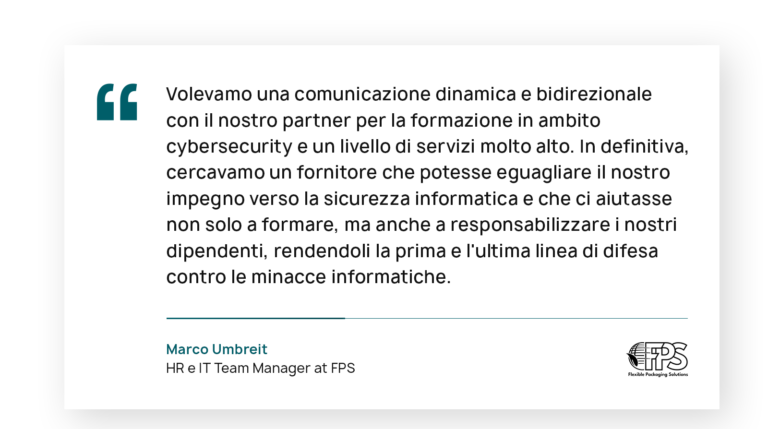 Volevamo una comunicazione dinamica e bidirezionale
con il nostro partner per la formazione in ambito
cybersecurity e un livello di servizi molto alto. In definitiva,
cercavamo un fornitore che potesse eguagliare il nostro
impegno verso la sicurezza informatica e che ci aiutasse
non solo a formare, ma anche a responsabilizzare i nostri
dipendenti, rendendoli la prima e l'ultima linea di difesa
contro le minacce informatiche.
Marco Umbreit
HR e IT Team Manager at FPS
FPS
Flexible Packaging Solutions